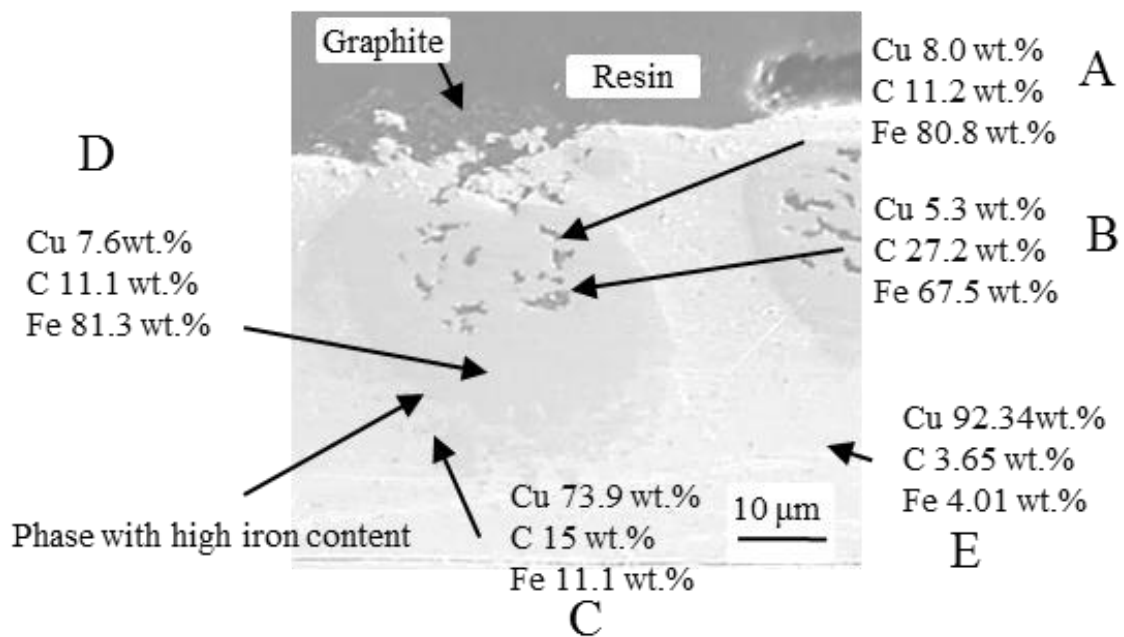 Graphite
Resin
Cu 8.0 wt.%
C 11.2 wt.%
Fe 80.8 wt.%
A
D
Cu 7.6wt.%
C 11.1 wt.%
Fe 81.3 wt.%
Cu 5.3 wt.%
C 27.2 wt.%
Fe 67.5 wt.%
B
Cu 92.34wt.%
C 3.65 wt.%
Fe 4.01 wt.%
E
Phase with high iron content
Cu 73.9 wt.%
C 15 wt.%
Fe 11.1 wt.%
C
10 µm